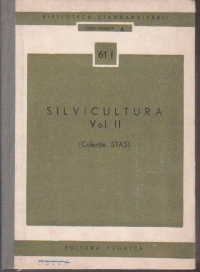 BIBLIOTECA STANDARDIZĂRII
61 f
SILVICULTURA
Vol. II
(Colecție STAS)
EDITURA TEHNICĂ